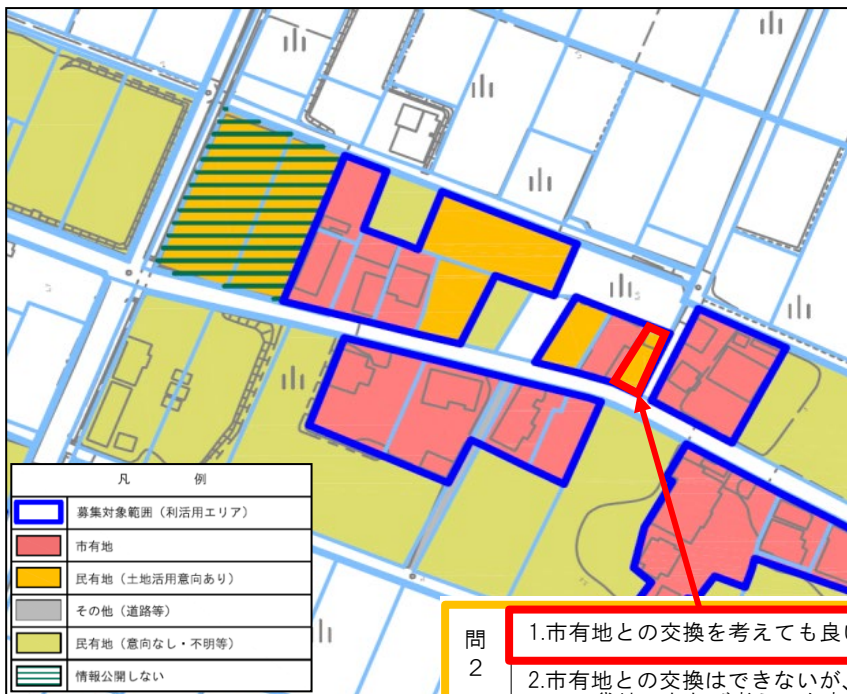 凡 例
募集対象範囲（利活用エリア）
市有地
民有地（土地活用意向あり）
その他（道路等）
民有地（意向なし・不明等）
情報公開しない
問2
1.市有地との交換を考えても良い
2.市有地との交換はできないが、